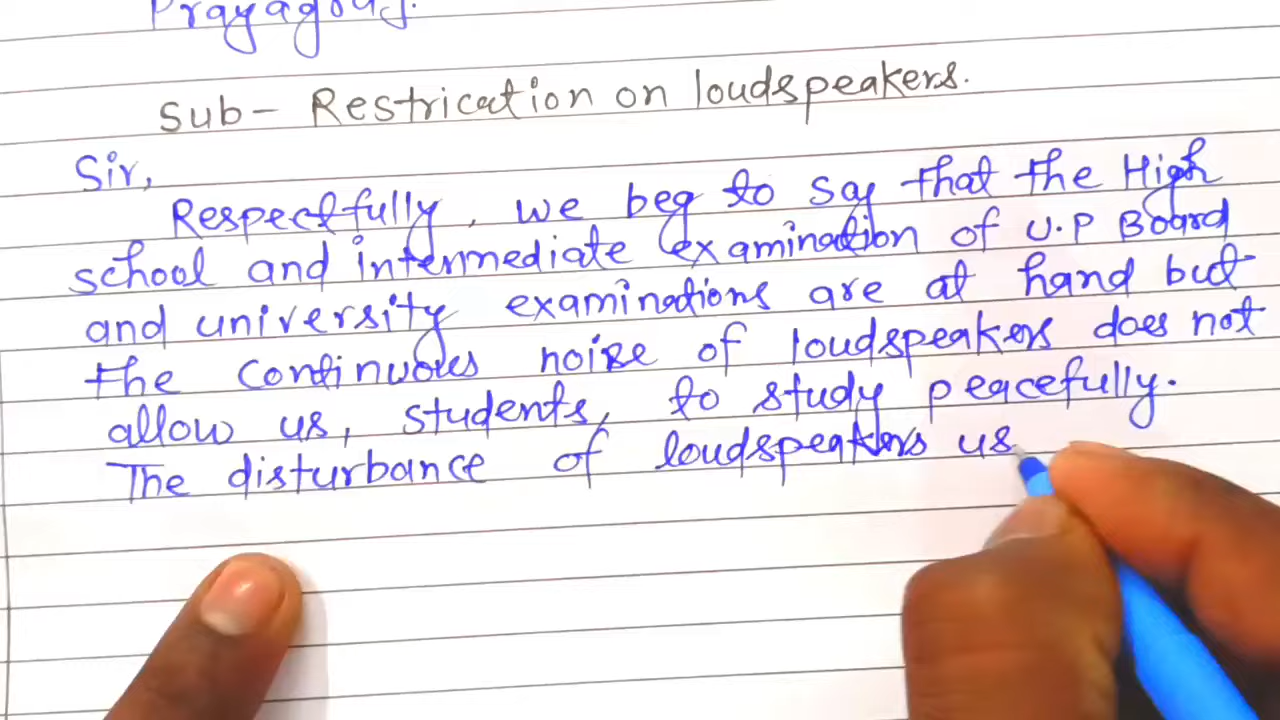 Prayagraj.
Sub- Restrication on loudspeakers.
Sir,
Respectfully, we beg to say that the High
school and intermediate examination of U.P Board
and university examinations are at hand but
the continuous noise of loudspeakers does not
allow us, students, to study peacefully.
The disturbance of loudspeakers us